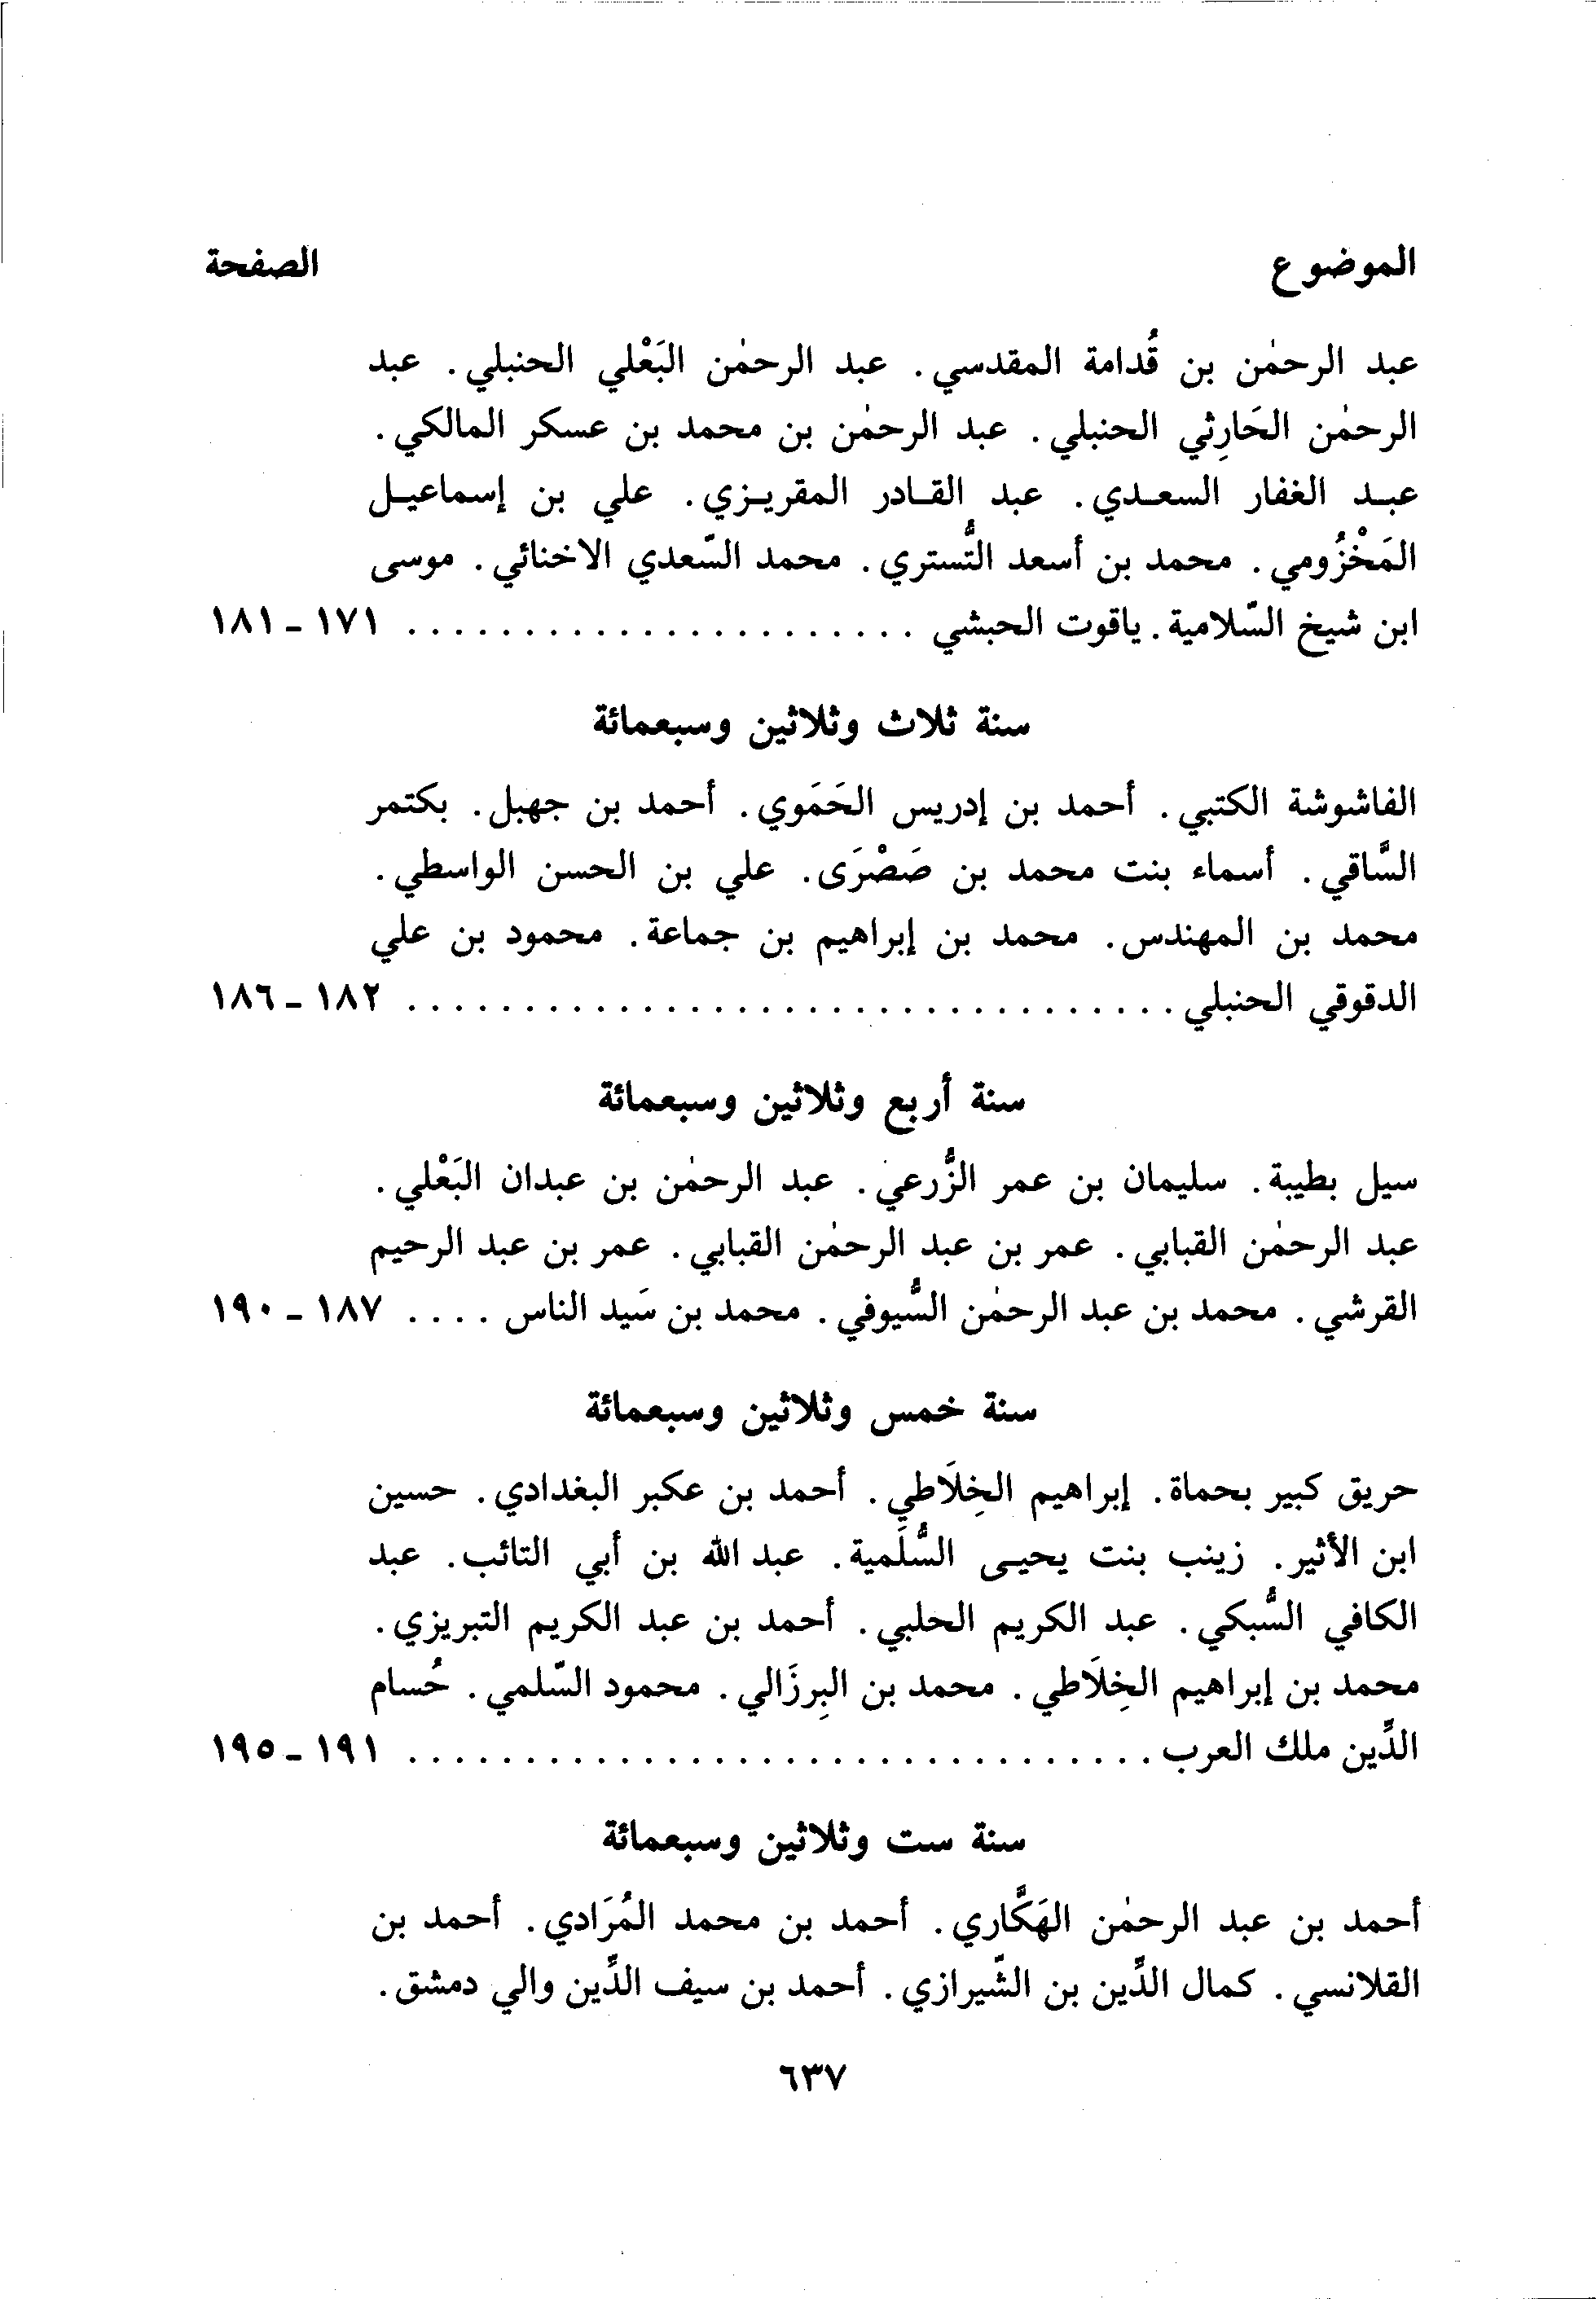 الموضوع الصفحة
عبد الرحمٰن بن قُدامة المقدسي. عبد الرحمٰن البَعْلي الحنبلي. عبد
الرحمٰن الحَارِثي الحنبلي. عبد الرحمٰن بن محمد بن عسكر المالكي.
عبـد الغفار السعـدي. عبد القـادر المقريـزي. علي بن إسماعيـل
المَخْزُومي. محمد بن أسعد التُّستري. محمد السّعدي الاخنائي. موسى
ابن شيخ السّلامية. ياقوت الحبشي ...................... ١٧١ - ١٨١
سنة ثلاث وثلاثين وسبعمائة
الفاشوشة الكتبي. أحمد بن إدريس الحَمَوي. أحمد بن جهبل. بكتمر
السَّاقي. أسماء بنت محمد بن صَصْرَى. علي بن الحسن الواسطي.
محمد بن المهندس. محمد بن إبراهيم بن جماعة. محمود بن علي
الدقوقي الحنبلي ................................. ١٨٢ - ١٨٦
سنة أربع وثلاثين وسبعمائة
سيل بطيبة. سليمان بن عمر الزُّرعي. عبد الرحمٰن بن عبدان البَعْلي.
عبد الرحمٰن القبابي. عمر بن عبد الرحمٰن القبابي. عمر بن عبد الرحيم
القرشي. محمد بن عبد الرحمٰن السُّيوفي. محمد بن سَيد الناس .... ١٨٧ - ١٩٠
سنة خمس وثلاثين وسبعمائة
حريق كبير بحماة. إبراهيم الخِلَاطي. أحمد بن عكبر البغدادي. حسين
ابن الأثير. زينب بنت يحيـى السُّلَمية. عبد الله بن أبي التائب. عبد
الكافي السُّبكي. عبد الكريم الحلبي. أحمد بن عبد الكريم التبريزي.
محمد بن إبراهيم الخِلَاطي. محمد بن البِرزَالي. محمود السّلمي. حُسام
الدِّين ملك العرب ................................ ١٩١ - ١٩٥
سنة ست وثلاثين وسبعمائة
أحمد بن عبد الرحمٰن الهَكَّاري. أحمد بن محمد المُرَادي. أحمد بن
القلانسي. كمال الدِّين بن الشّيرازي. أحمد بن سيف الدِّين والي دمشق.
٦٣٧